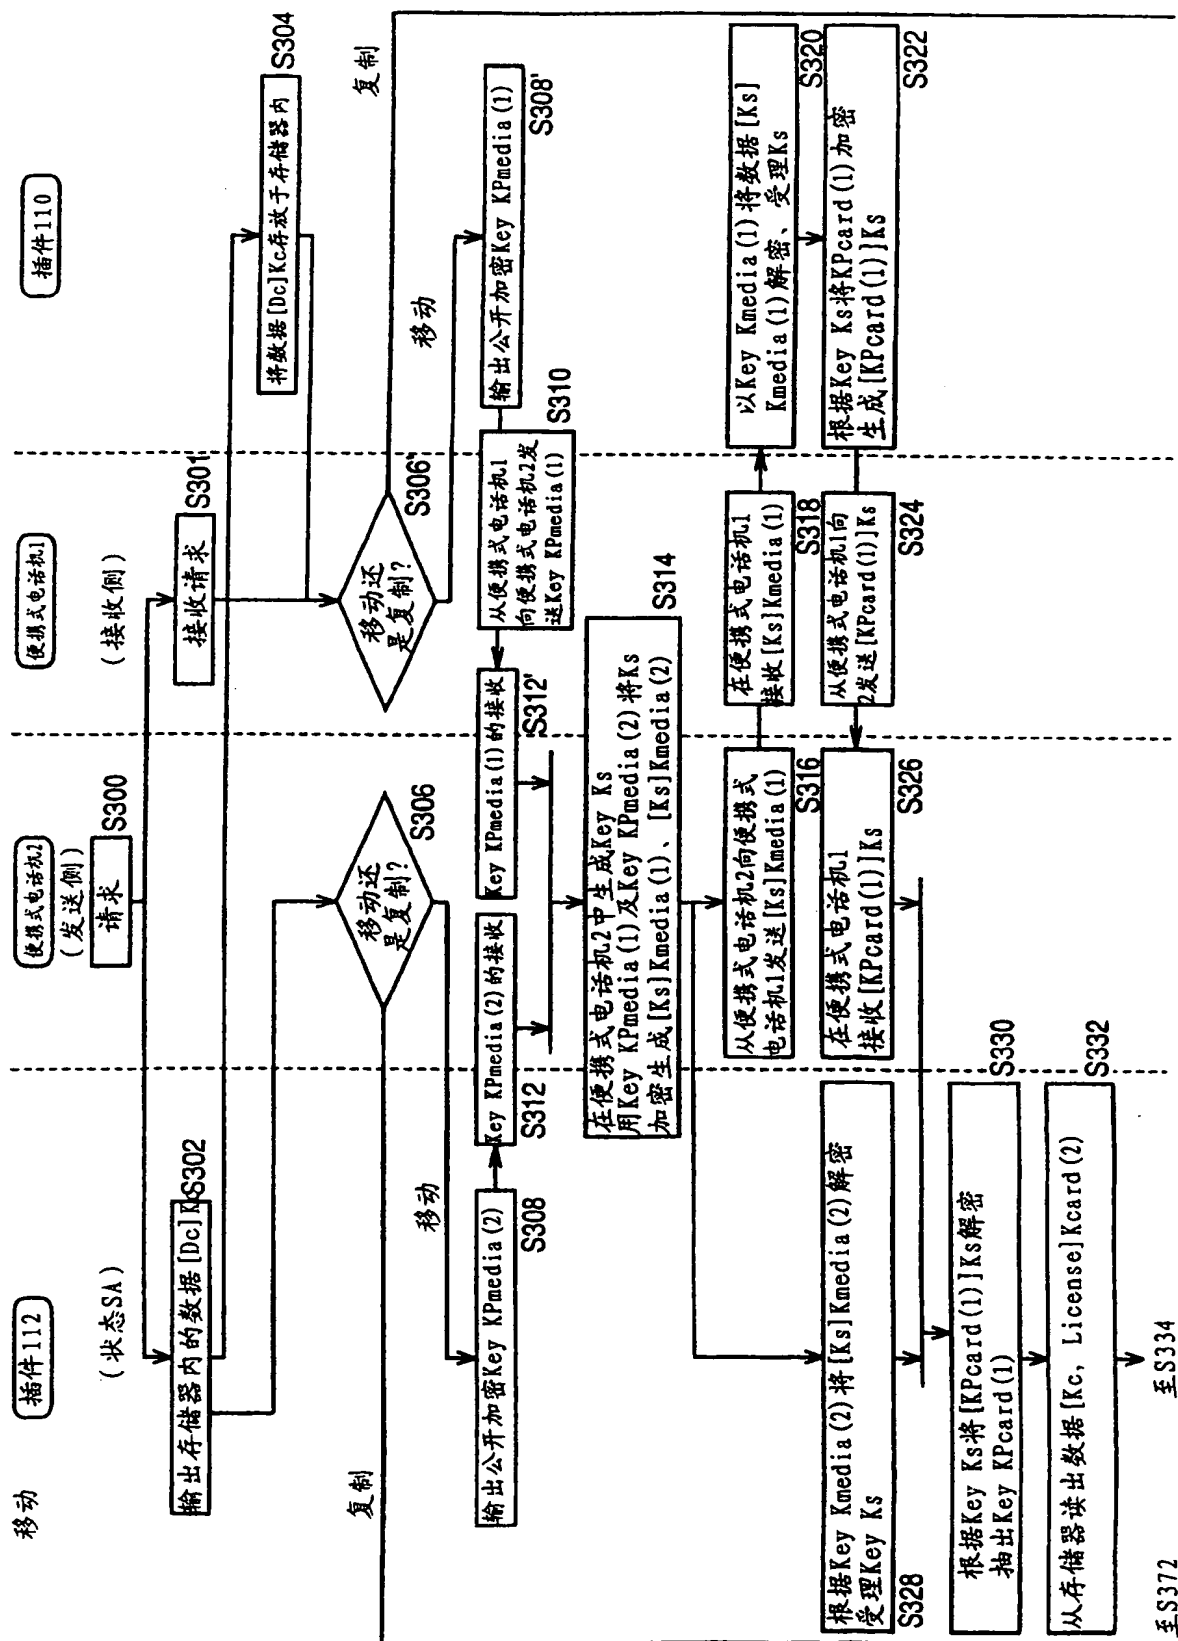 移动
插件112
便携式电话机2
便携式电话机1
插件110
(状态SA)
(发送侧)
(接收侧)
请求
S300
接收请求
S301
输出存储器内的数据[Dc]K
S302
将数据[Dc]Kc存放于存储器内
S304
移动还
是复制?
S306
移动还
是复制?
S306'
复制
复制
移动
移动
输出公开加密Key KPmedia(2)
S308
输出公开加密Key KPmedia(1)
S308'
从便携式电话机1
向便携式电话机2发
送Key KPmedia(1)
S310
Key KPmedia(2)的接收
S312
Key KPmedia(1)的接收
S312'
在便携式电话机2中生成Key Ks
用Key KPmedia(1)及Key KPmedia(2)将Ks
加密生成[Ks]Kmedia(1)、[Ks]Kmedia(2)
S314
从便携式电话机2向便携式
电话机1发送[Ks]Kmedia(1)
S316
在便携式电话机1
接收[Ks]Kmedia(1)
S318
以Key Kmedia(1)将数据[Ks]
Kmedia(1)解密、受理Ks
S320
根据Key Ks将KPcard(1)加密
生成[KPcard(1)]Ks
S322
从便携式电话机1向
2发送[KPcard(1)]Ks
S324
在便携式电话机1
接收[KPcard(1)]Ks
S326
根据Key Kmedia(2)将[Ks]Kmedia(2)解密
受理Key Ks
S328
根据Key Ks将[KPcard(1)]Ks解密
抽出Key KPcard(1)
S330
从存储器读出数据[Kc, License]Kcard(2)
S332
至S372
至S334